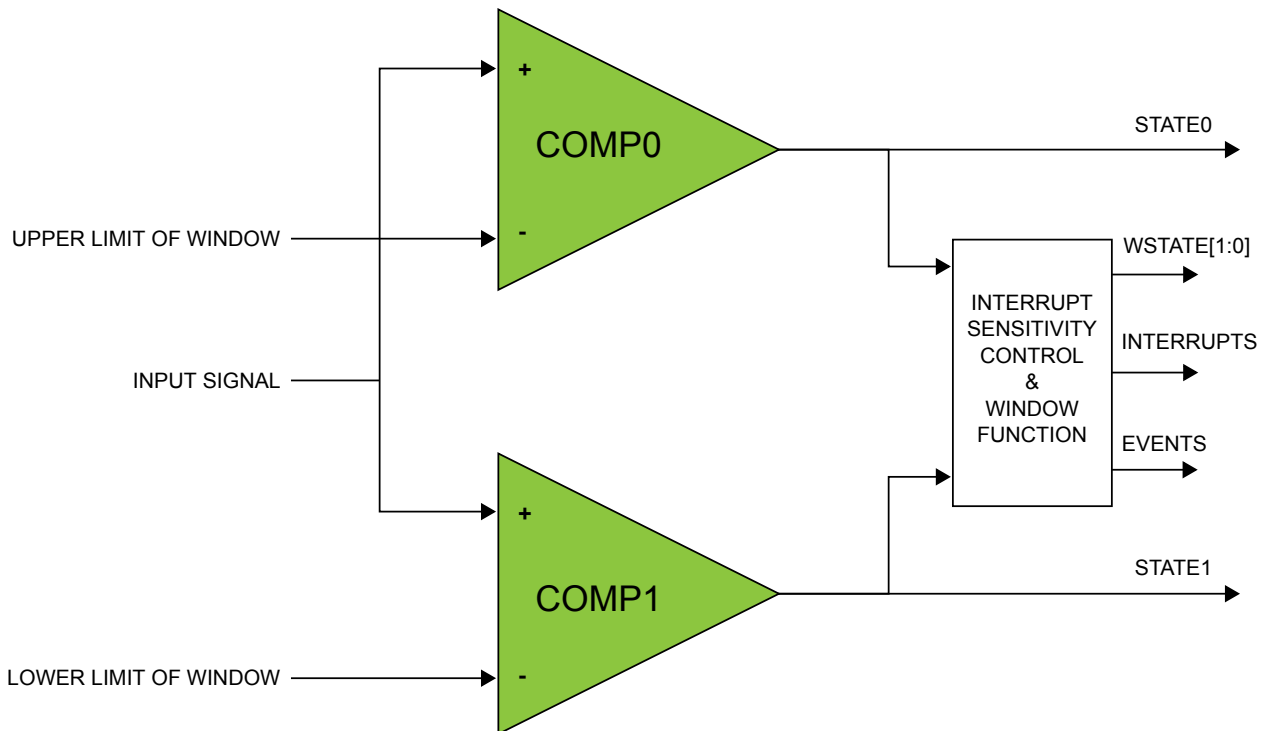 +
COMP0
-
STATE0
UPPER LIMIT OF WINDOW
WSTATE[1:0]
INTERRUPT
SENSITIVITY
CONTROL
&
WINDOW
FUNCTION
INTERRUPTS
INPUT SIGNAL
EVENTS
+
COMP1
-
STATE1
LOWER LIMIT OF WINDOW